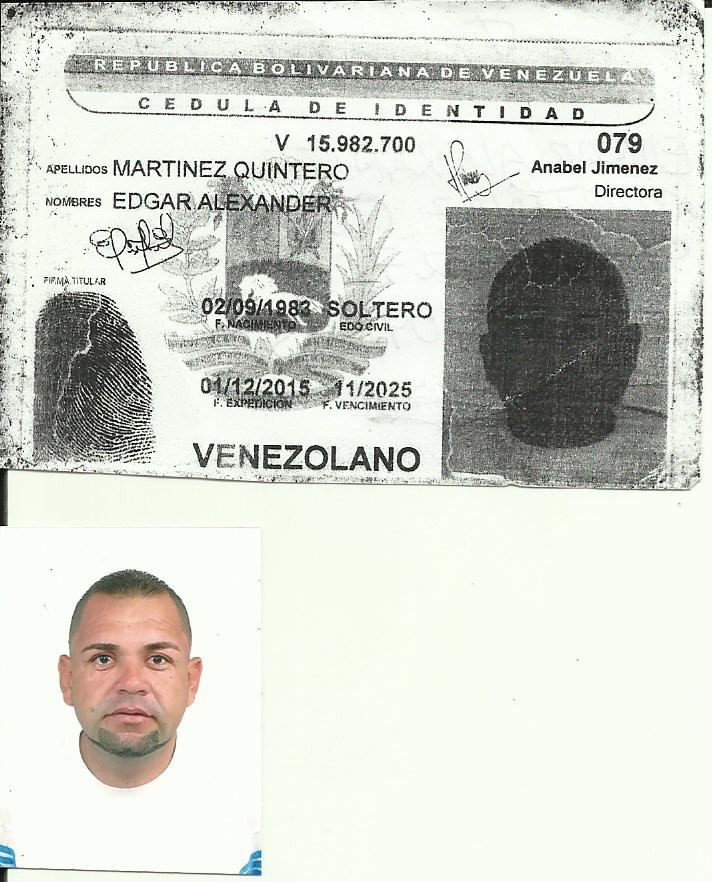 REPUBLICA BOLIVARIANA DE VENEZUELA
CEDULA DE IDENTIDAD
V 15.982.700
079
APELLIDOS MARTINEZ QUINTERO
Anabel Jimenez
Directora
NOMBRES EDGAR ALEXANDER
FIRMA TITULAR
02/09/1983 SOLTERO
F. NACIMIENTO EDO CIVIL
01/12/2015 11/2025
F. EXPEDICIÓN F. VENCIMIENTO
VENEZOLANO